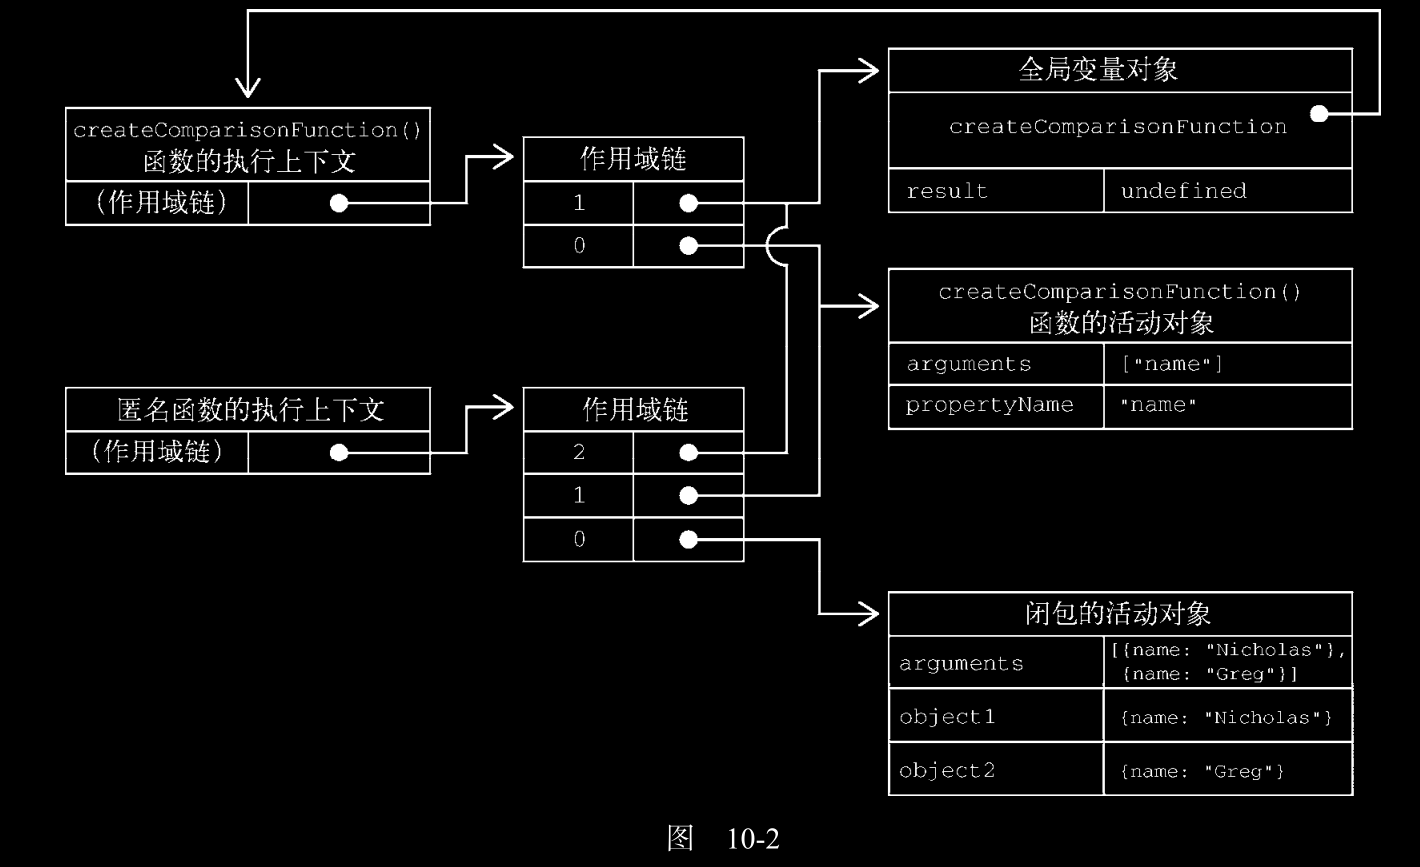 全局变量对象
createComparisonFunction
result undefined
createComparisonFunction()
函数的执行上下文
(作用域链)
作用域链
1
0
createComparisonFunction()
函数的活动对象
arguments ["name"]
propertyName "name"
匿名函数的执行上下文
(作用域链)
作用域链
2
1
0
闭包的活动对象
arguments [{name: "Nicholas"},
{name: "Greg"}]
object1 {name: "Nicholas"}
object2 {name: "Greg"}
图 10-2